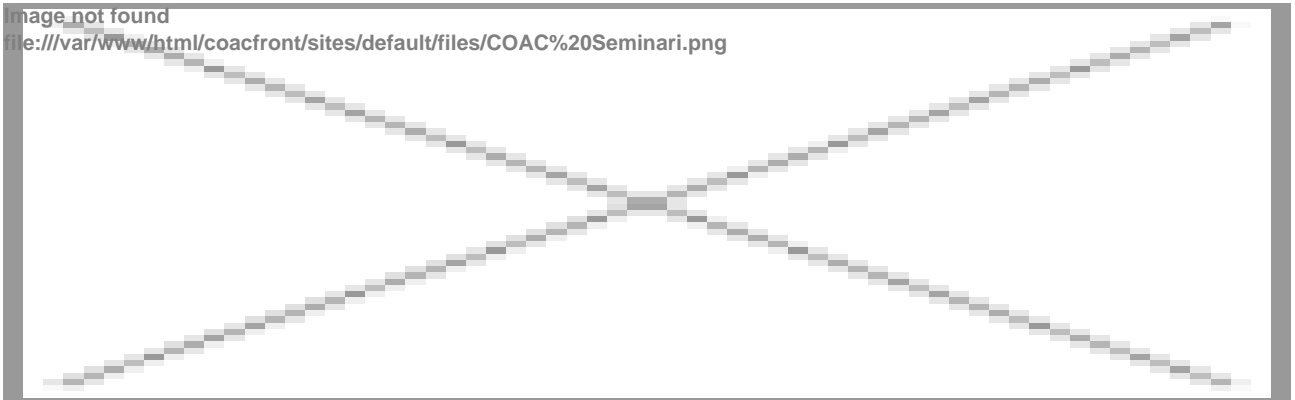 Image not found
file:///var/www/html/coacfront/sites/default/files/COAC%20Seminari.png